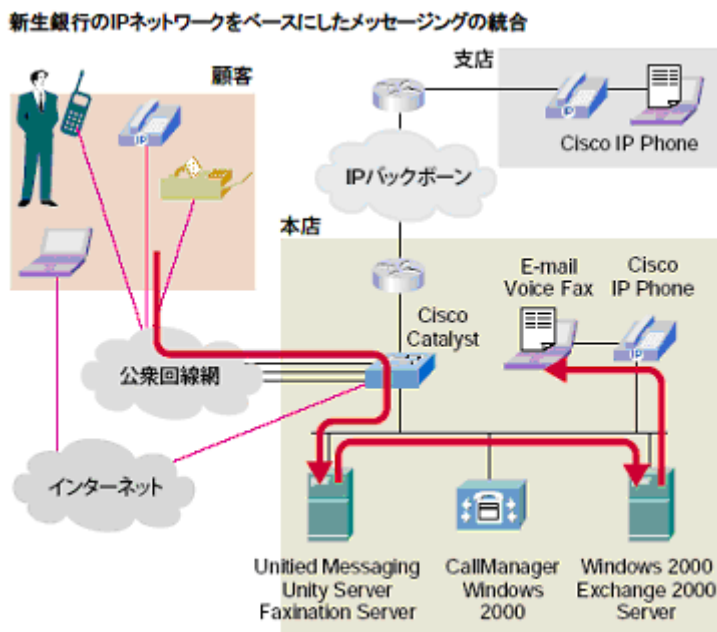 新生銀行のIPネットワークをベースにしたメッセージングの統合
顧客
支店
IP
IP
Cisco IP Phone
IPバックボーン
本店
E-mail
Voice Fax
Cisco
IP Phone
Cisco
Catalyst
IP
公衆回線網
インターネット
Unitied Messaging
Unity Server
Faxination Server
CallManager
Windows
2000
Windows 2000
Exchange 2000
Server